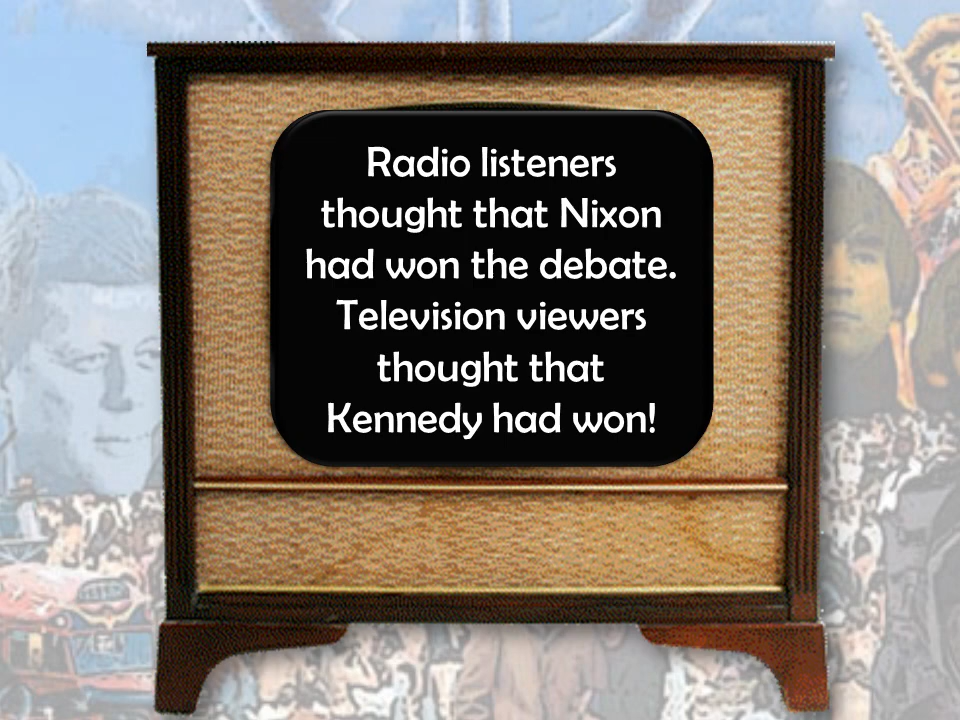 Radio listeners
thought that Nixon
had won the debate.
Television viewers
thought that
Kennedy had won!